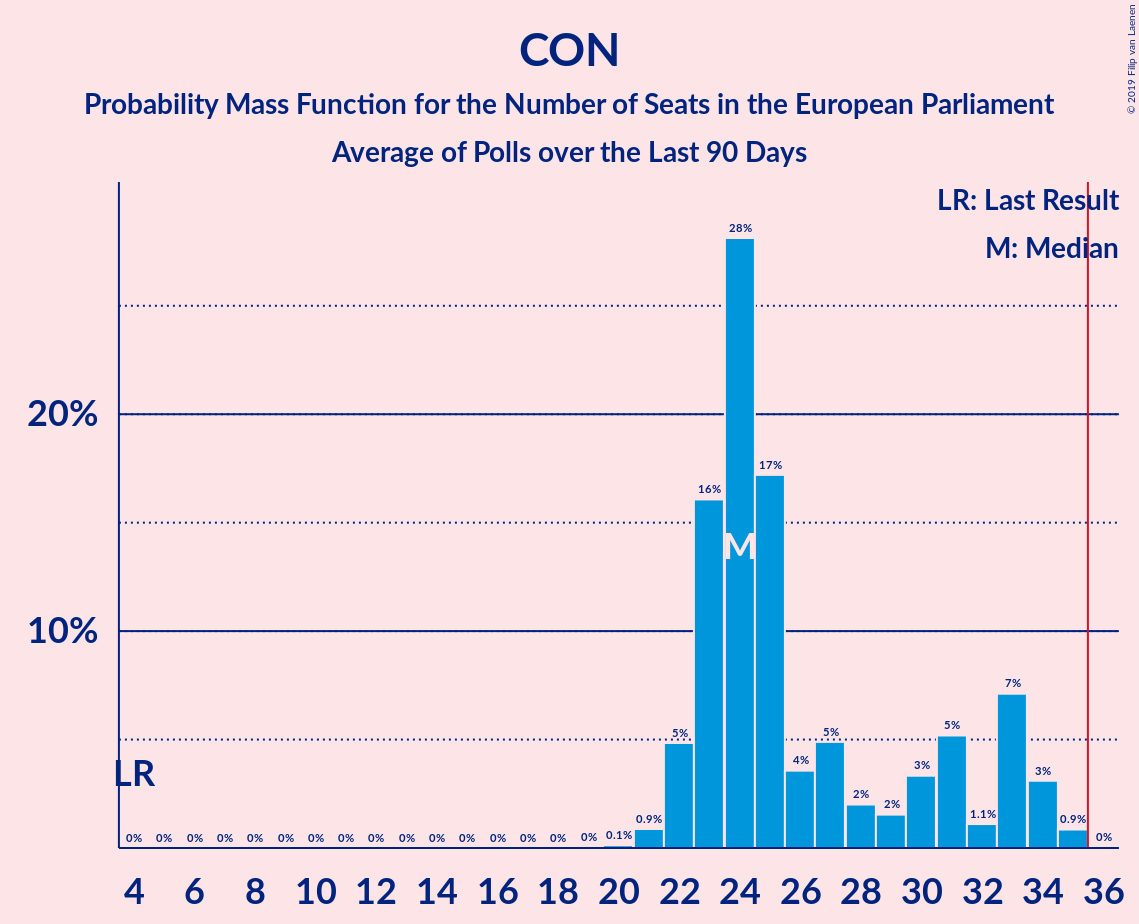 CON
Probability Mass Function for the Number of Seats in the European Parliament
Average of Polls over the Last 90 Days
© 2019 Filip van Laenen
LR: Last Result
M: Median
28%
20%
17%
16%
M
10%
7%
5%
5%
5%
4%
3%
3%
2%
2%
1.1%
0.9%
0.9%
0.1%
LR
0% 0% 0% 0% 0% 0% 0% 0% 0% 0% 0% 0% 0% 0% 0% 0% 0%
4 6 8 10 12 14 16 18 20 22 24 26 28 30 32 34 36